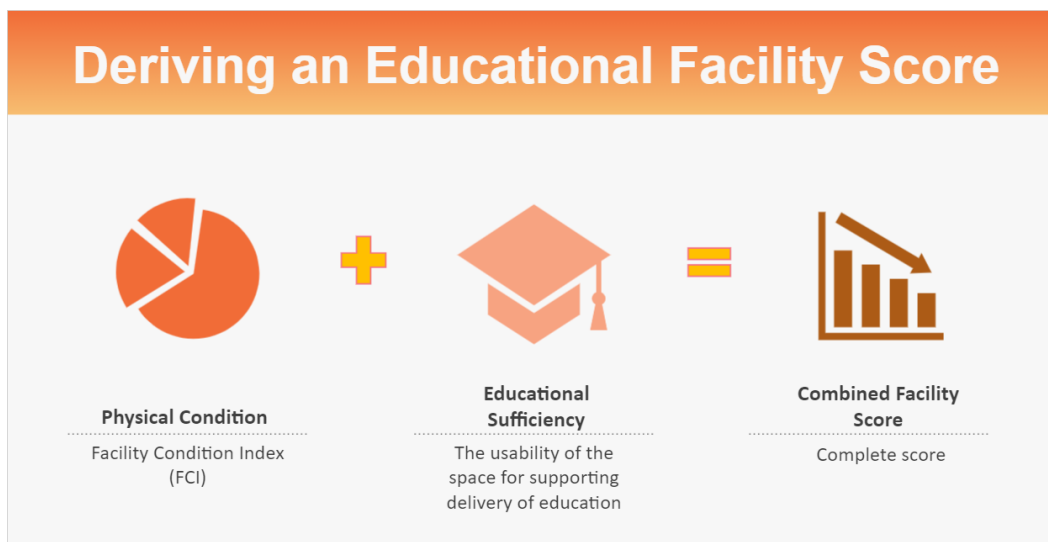 Deriving an Educational Facility Score
Physical Condition
Facility Condition Index
(FCI)
Educational
Sufficiency
The usability of the
space for supporting
delivery of education
Combined Facility
Score
Complete score